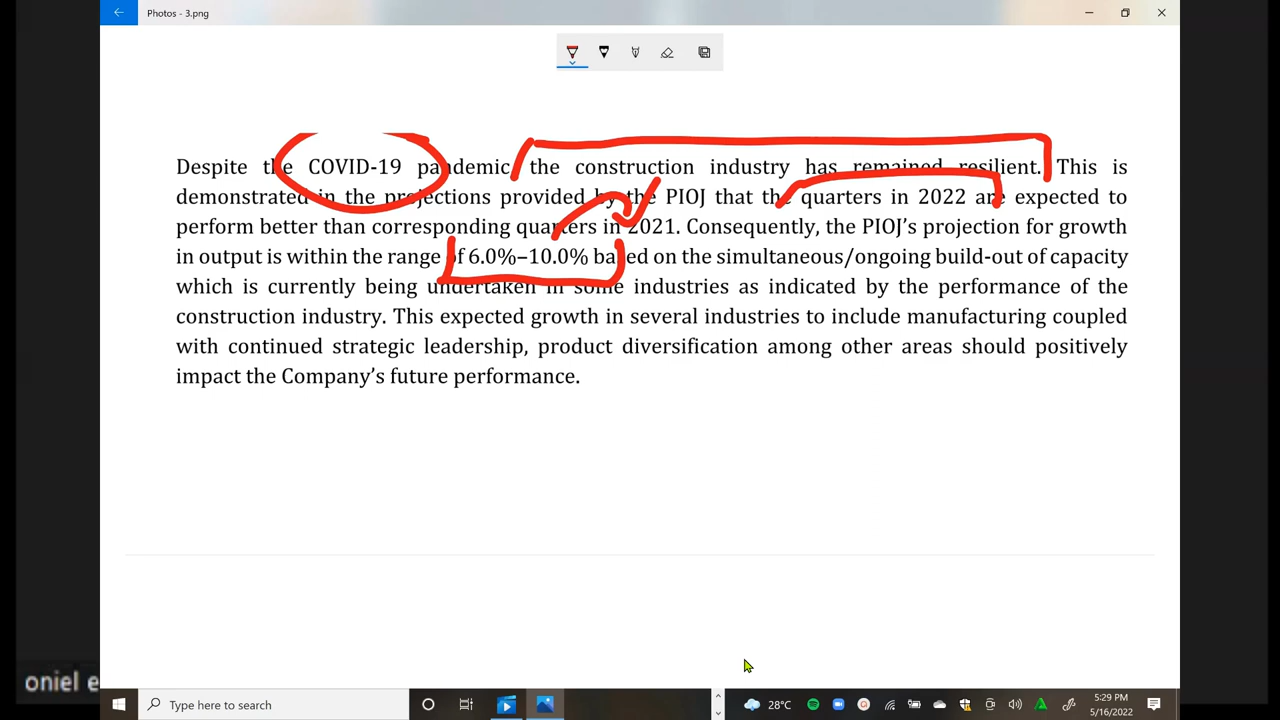 Photos - 3.png
Despite the COVID-19 pandemic, the construction industry has remained resilient. This is
demonstrated in the projections provided by the PIOJ that the quarters in 2022 are expected to
perform better than corresponding quarters in 2021. Consequently, the PIOJ's projection for growth
in output is within the range of 6.0%–10.0% based on the simultaneous/ongoing build-out of capacity
which is currently being undertaken in some industries as indicated by the performance of the
construction industry. This expected growth in several industries to include manufacturing coupled
with continued strategic leadership, product diversification among other areas should positively
impact the Company's future performance.
oniel e
Type here to search
28°C
5:29 PM
5/16/2022